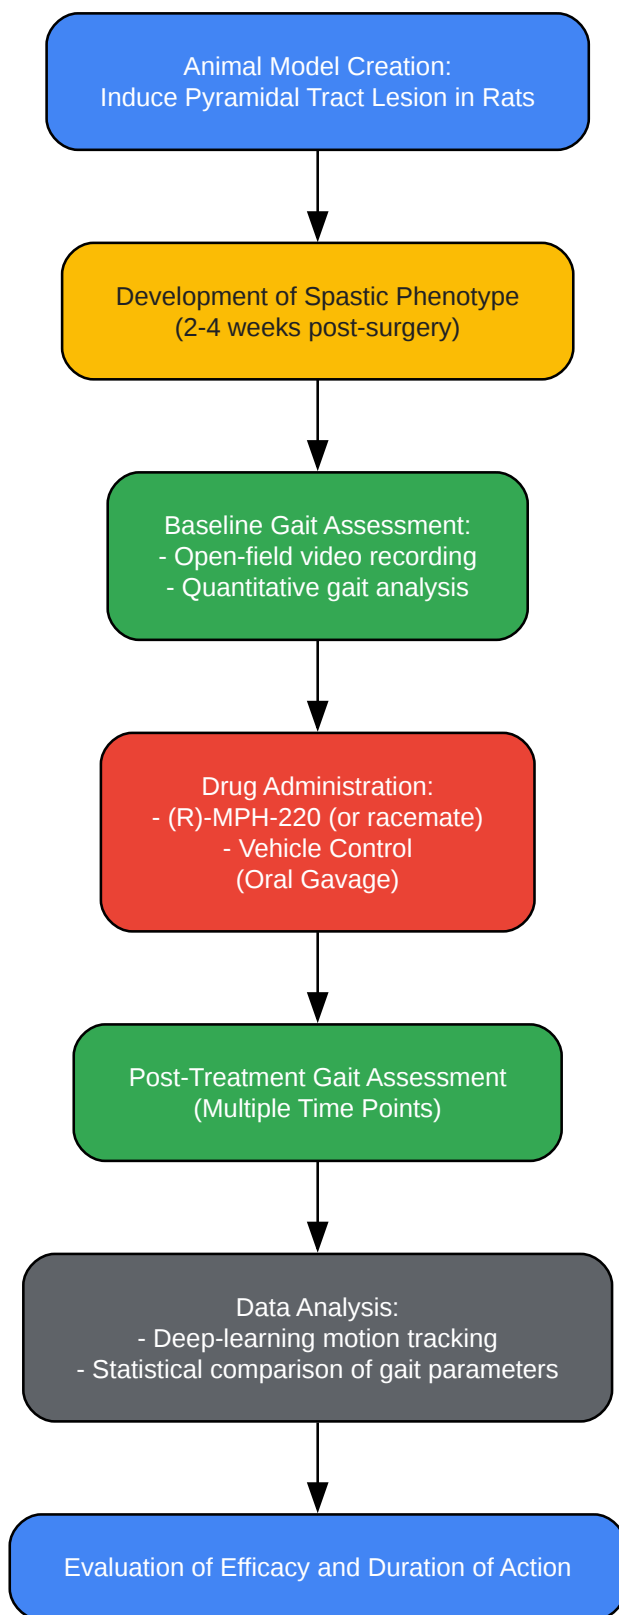 Animal Model Creation:
Induce Pyramidal Tract Lesion in Rats
Development of Spastic Phenotype
(2-4 weeks post-surgery)
Baseline Gait Assessment:
- Open-field video recording
- Quantitative gait analysis
Drug Administration:
- (R)-MPH-220 (or racemate)
- Vehicle Control
(Oral Gavage)
Post-Treatment Gait Assessment
(Multiple Time Points)
Data Analysis:
- Deep-learning motion tracking
- Statistical comparison of gait parameters
Evaluation of Efficacy and Duration of Action